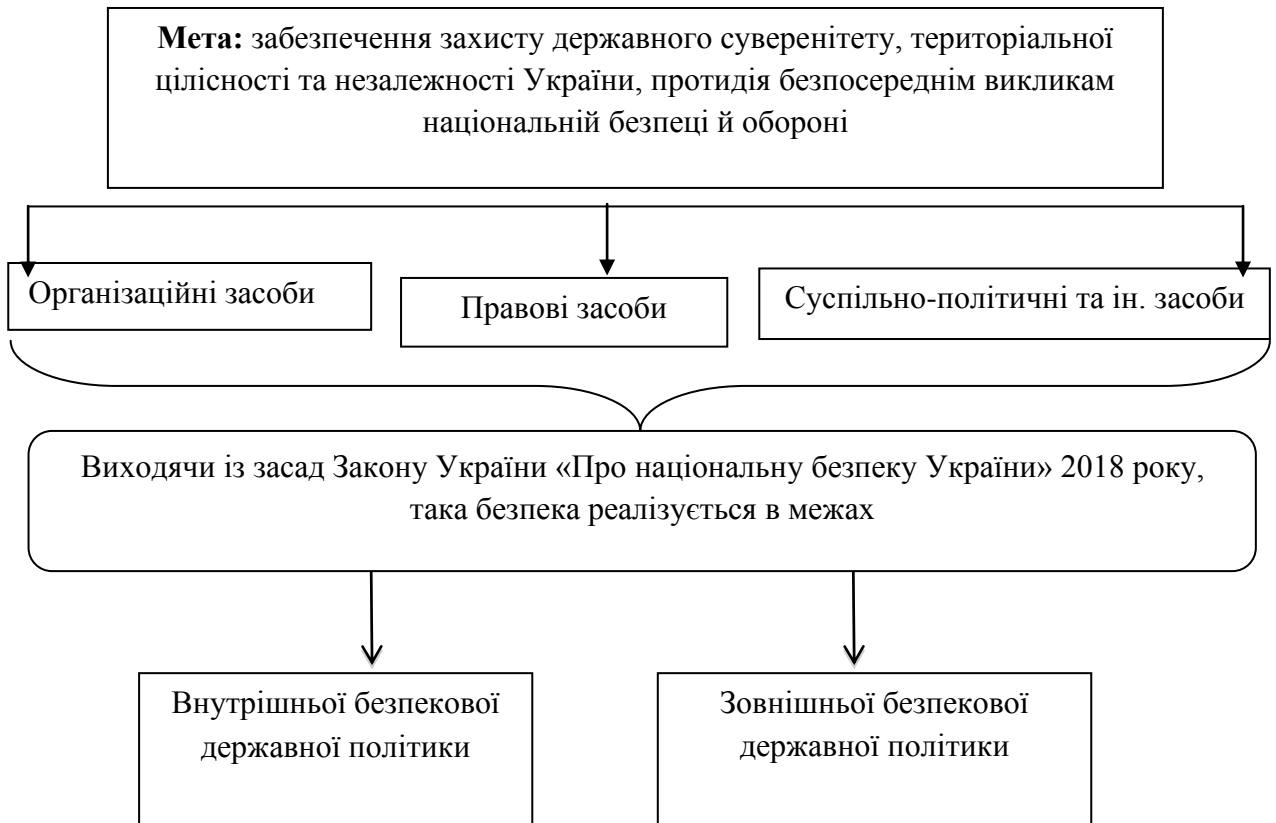 Мета: забезпечення захисту державного суверенітету, територіальної
цілісності та незалежності України, протидія безпосереднім викликам
національній безпеці й обороні
Організаційні засоби
Правові засоби
Суспільно-політичні та ін. засоби
Виходячи із засад Закону України «Про національну безпеку України» 2018 року,
така безпека реалізується в межах
Внутрішньої безпекової
державної політики
Зовнішньої безпекової
державної політики